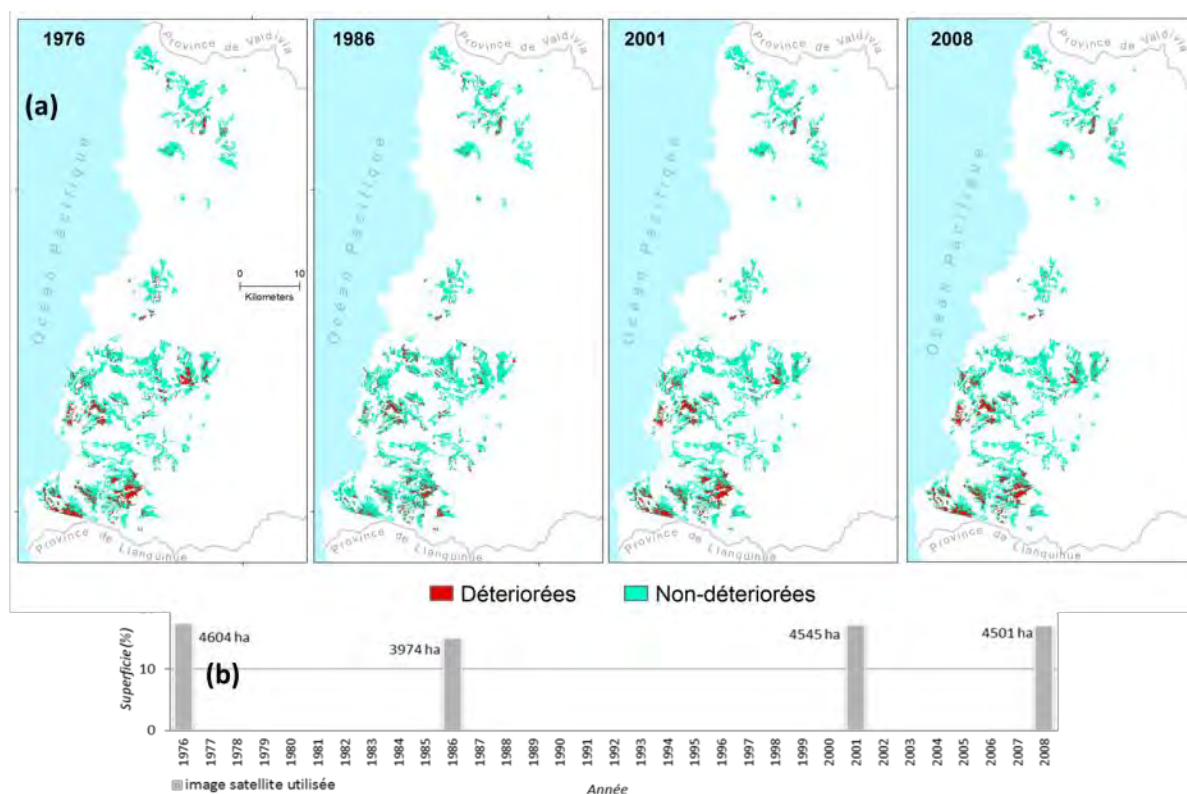 1976
1986
2001
2008
Province de Valdivia
Province de Valdivia
Province de Valdivia
Province de Valdivia
(a)
Océan Pacifique
Océan Pacifique
Océan Pacifique
Océan Pacifique
0 10
Kilometers
Province de Llanquihue
Province de Llanquihue
Province de Llanquihue
Province de Llanquihue
Déteriorées
Non-déteriorées
Superficie (%)
10
0
4604 ha
(b)
3974 ha
4545 ha
4501 ha
1976 1977 1978 1979 1980 1981 1982 1983 1984 1985 1986 1987 1988 1989 1990 1991 1992 1993 1994 1995 1996 1997 1998 1999 2000 2001 2002 2003 2004 2005 2006 2007 2008
image satellite utilisée
Année